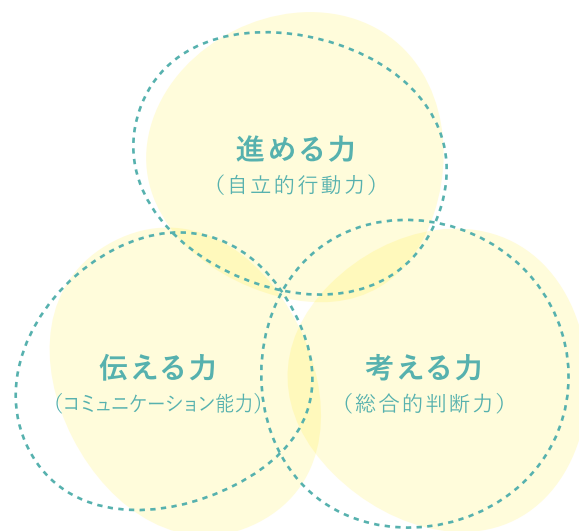 進める力
（自立的行動力）
伝える力
（コミュニケーション能力）
考える力
（総合的判断力）